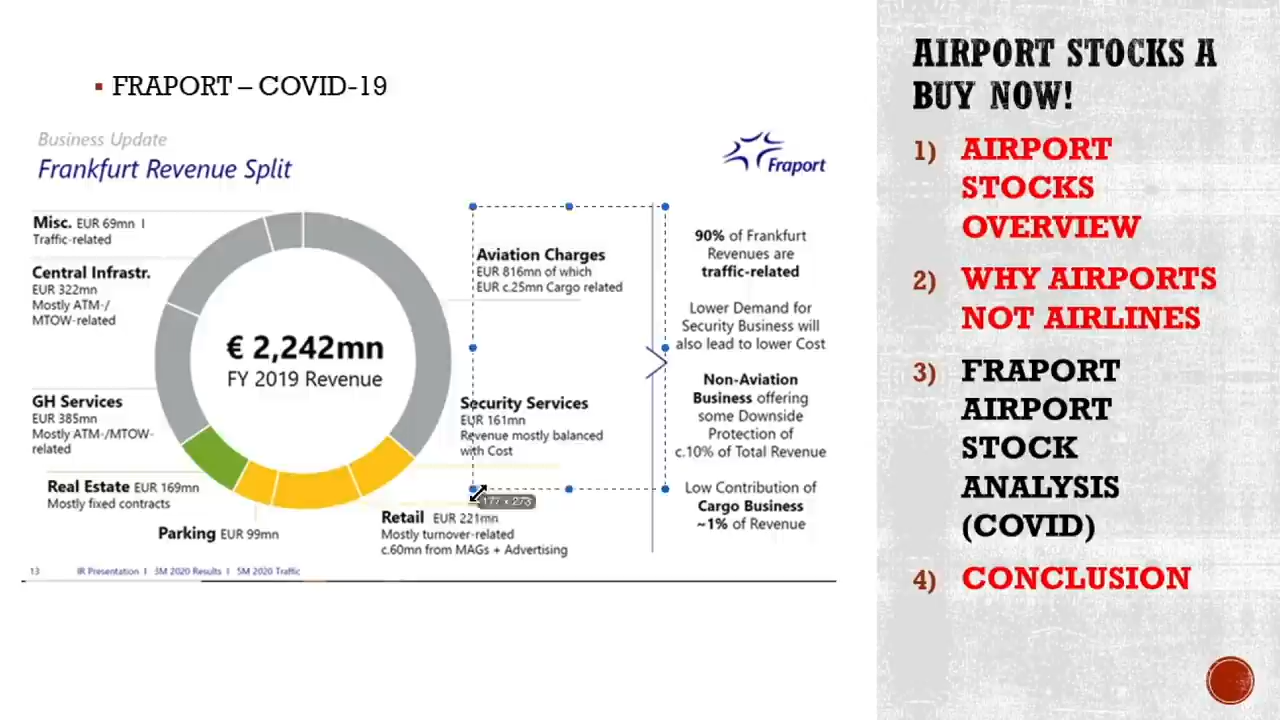 FRAPORT – COVID-19
Business Update
Frankfurt Revenue Split
Fraport
Misc. EUR 69mn I
Traffic-related
Central Infrastr.
EUR 322mn
Mostly ATM-/
MTOW-related
GH Services
EUR 385mn
Mostly ATM-/MTOW-
related
Real Estate EUR 169mn
Mostly fixed contracts
Parking EUR 99mn
€ 2,242mn
FY 2019 Revenue
Aviation Charges
EUR 816mn of which
EUR c.25mn Cargo related
Security Services
EUR 161mn
Revenue mostly balanced
with Cost
177 x 273
Retail EUR 221mn
Mostly turnover-related
c.60mn from MAGs + Advertising
90% of Frankfurt
Revenues are
traffic-related
Lower Demand for
Security Business will
also lead to lower Cost
Non-Aviation
Business offering
some Downside
Protection of
c.10% of Total Revenue
Low Contribution of
Cargo Business
~1% of Revenue
13 IR Presentation I 3M 2020 Results I 5M 2020 Traffic
AIRPORT STOCKS A
BUY NOW!
1) AIRPORT
STOCKS
OVERVIEW
2) WHY AIRPORTS
NOT AIRLINES
3) FRAPORT
AIRPORT
STOCK
ANALYSIS
(COVID)
4) CONCLUSION